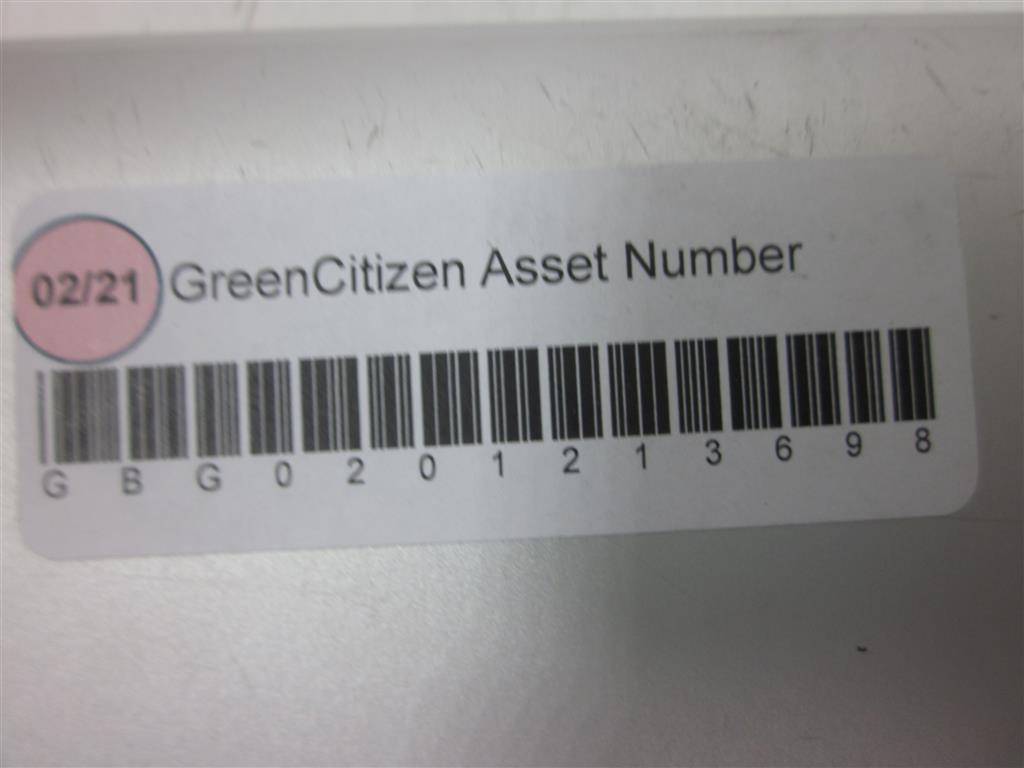 02/21 GreenCitizen Asset Number
G B G 0 2 0 1 2 1 3 6 9 8